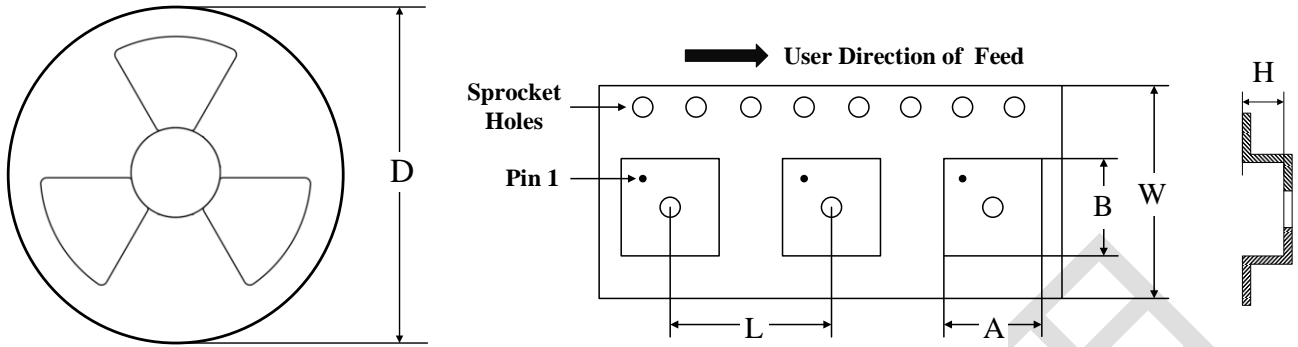 D
User Direction of Feed
Sprocket
Holes
Pin 1
L
A
B
W
H